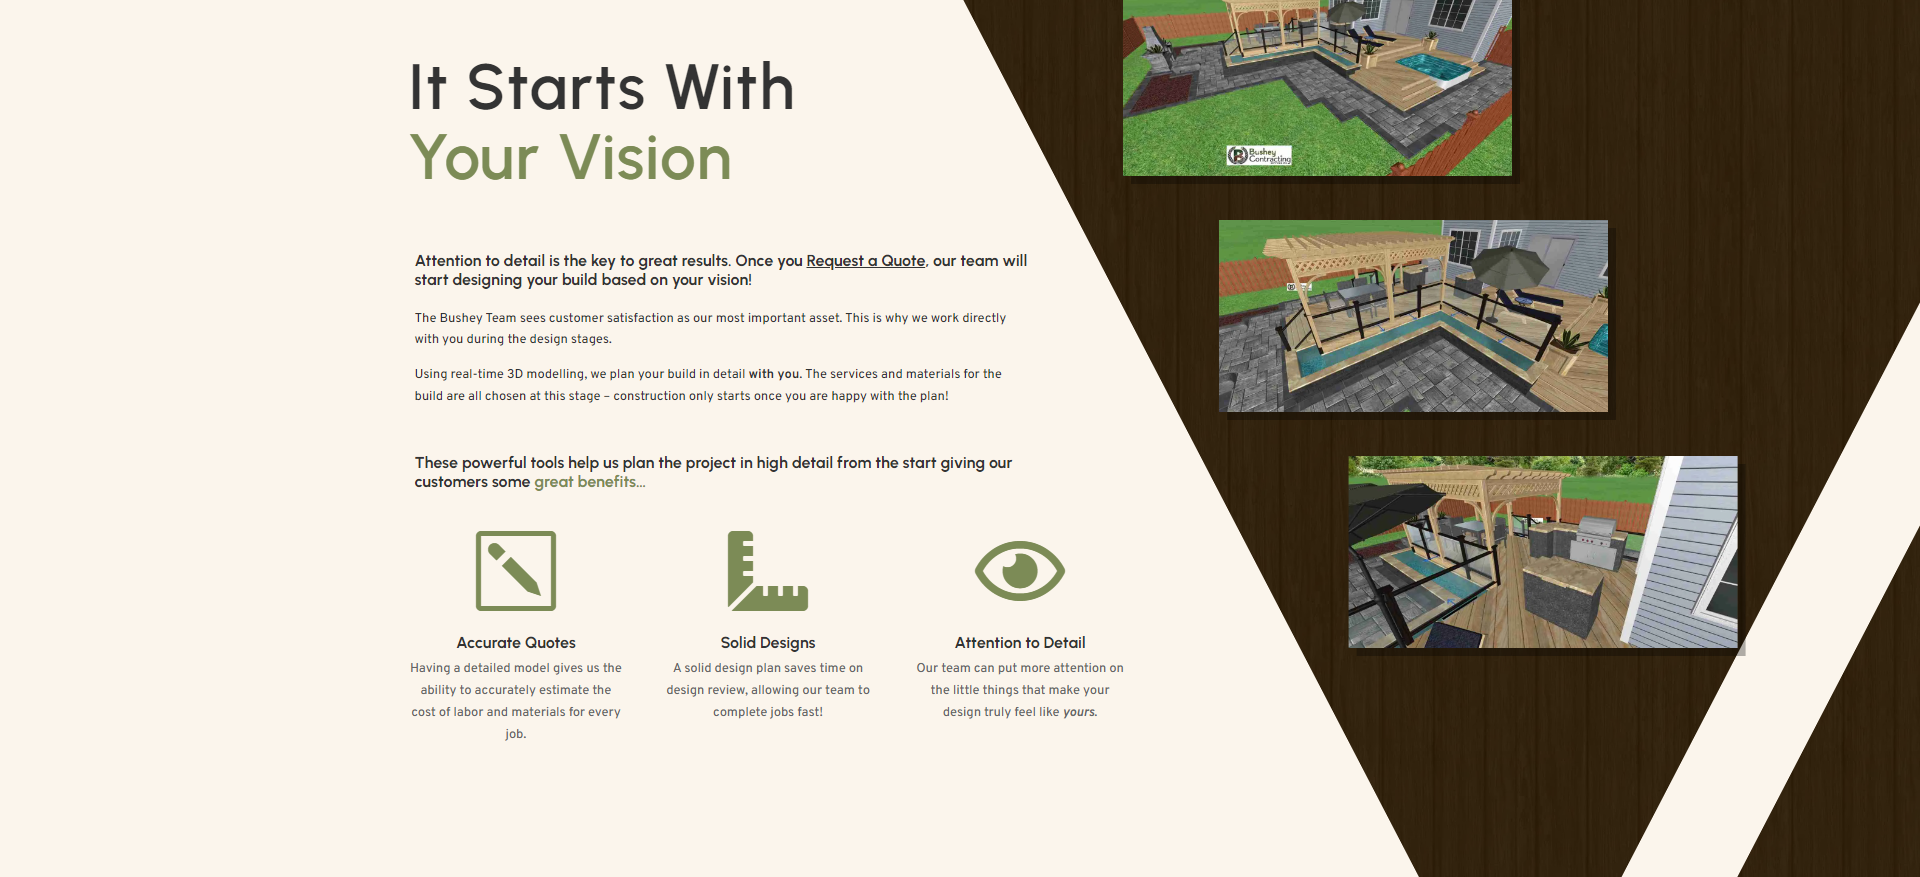 It Starts With
Your Vision
Attention to detail is the key to great results. Once you Request a Quote, our team will
start designing your build based on your vision!
The Bushey Team sees customer satisfaction as our most important asset. This is why we work directly
with you during the design stages.
Using real-time 3D modelling, we plan your build in detail with you. The services and materials for the
build are all chosen at this stage – construction only starts once you are happy with the plan!
These powerful tools help us plan the project in high detail from the start giving our
customers some great benefits...
Accurate Quotes
Having a detailed model gives us the
ability to accurately estimate the
cost of labor and materials for every
job.
Solid Designs
A solid design plan saves time on
design review, allowing our team to
complete jobs fast!
Attention to Detail
Our team can put more attention on
the little things that make your
design truly feel like yours.
Bushey
Contracting